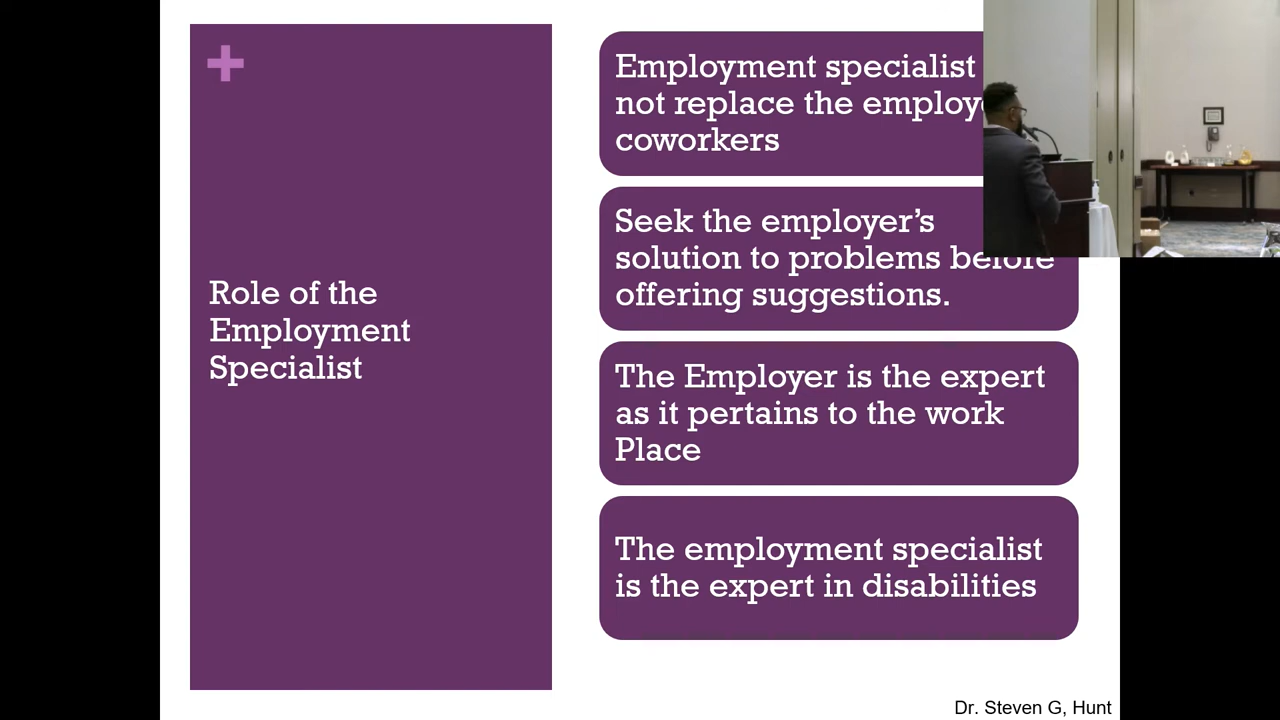 Role of the
Employment
Specialist
Employment specialist
not replace the
coworkers
Seek the employer's
solution to problems before
offering suggestions.
The Employer is the expert
as it pertains to the work
Place
The employment specialist
is the expert in disabilities
Dr. Steven G, Hunt